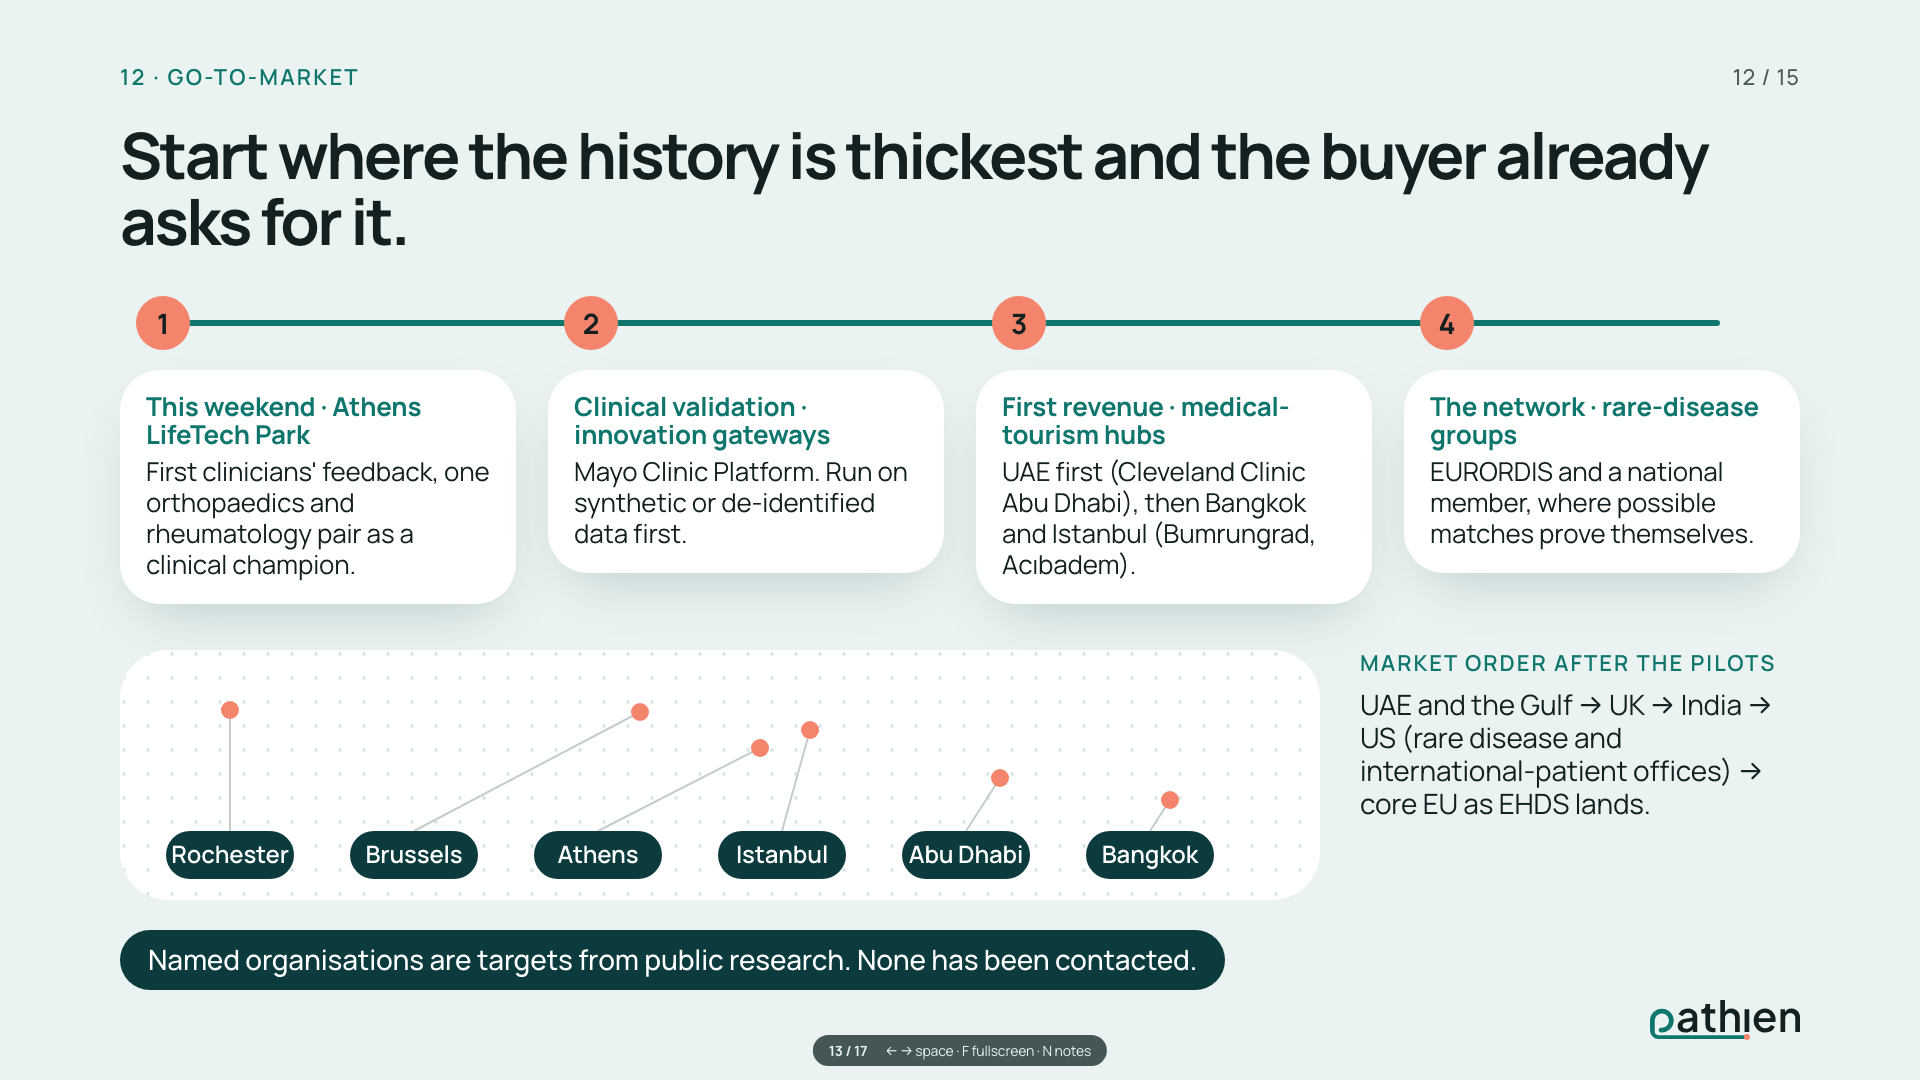 12 · GO-TO-MARKET
12 / 15
Start where the history is thickest and the buyer already
asks for it.
1
2
3
4
This weekend · Athens
LifeTech Park
First clinicians' feedback, one
orthopaedics and
rheumatology pair as a
clinical champion.
Clinical validation ·
innovation gateways
Mayo Clinic Platform. Run on
synthetic or de-identified
data first.
First revenue · medical-
tourism hubs
UAE first (Cleveland Clinic
Abu Dhabi), then Bangkok
and Istanbul (Bumrungrad,
Acıbadem).
The network · rare-disease
groups
EURORDIS and a national
member, where possible
matches prove themselves.
Rochester
Brussels
Athens
Istanbul
Abu Dhabi
Bangkok
MARKET ORDER AFTER THE PILOTS
UAE and the Gulf → UK → India →
US (rare disease and
international-patient offices) →
core EU as EHDS lands.
Named organisations are targets from public research. None has been contacted.
pathien
13 / 17 ← → space · F fullscreen · N notes